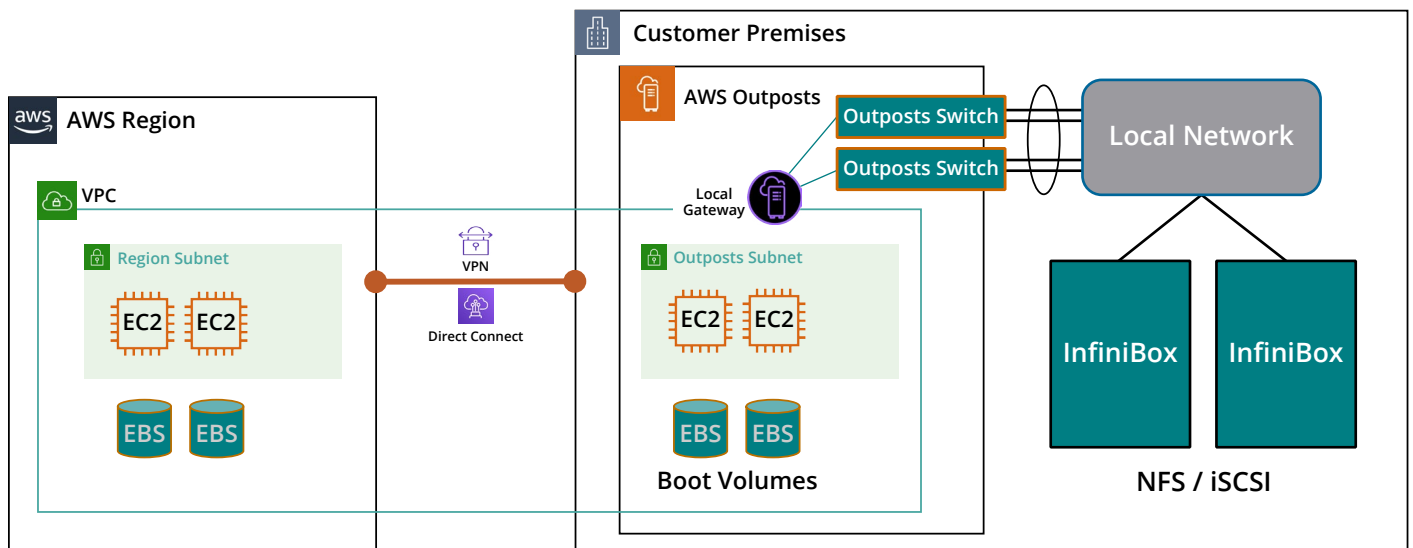 Customer Premises
AWS Outposts
Outposts Switch
Outposts Switch
Local Network
aws
AWS Region
VPC
Local
Gateway
Region Subnet
EC2
EC2
EBS
EBS
VPN
Direct Connect
Outposts Subnet
EC2
EC2
EBS
EBS
Boot Volumes
InfiniBox
InfiniBox
NFS / iSCSI